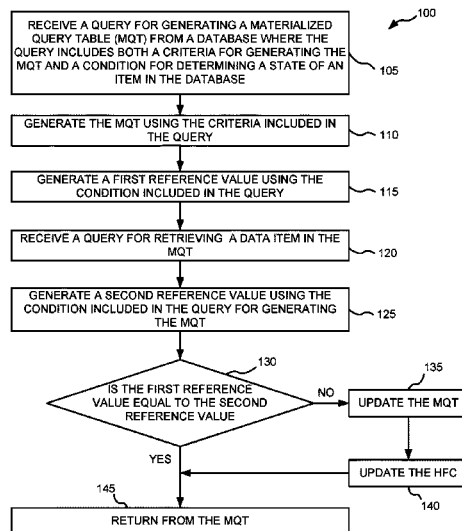 100
RECEIVE A QUERY FOR GENERATING A MATERIALIZED
QUERY TABLE (MQT) FROM A DATABASE WHERE THE
QUERY INCLUDES BOTH A CRITERIA FOR GENERATING THE
MQT AND A CONDITION FOR DETERMINING A STATE OF AN
ITEM IN THE DATABASE
105
GENERATE THE MQT USING THE CRITERIA INCLUDED IN
THE QUERY
110
GENERATE A FIRST REFERENCE VALUE USING THE
CONDITION INCLUDED IN THE QUERY
115
RECEIVE A QUERY FOR RETRIEVING A DATA ITEM IN THE
MQT
120
GENERATE A SECOND REFERENCE VALUE USING THE
CONDITION INCLUDED IN THE QUERY FOR GENERATING
THE MQT
125
130
IS THE FIRST REFERENCE
VALUE EQUAL TO THE SECOND
REFERENCE VALUE
NO
135
UPDATE THE MQT
YES
UPDATE THE HFC
140
145
RETURN FROM THE MQT